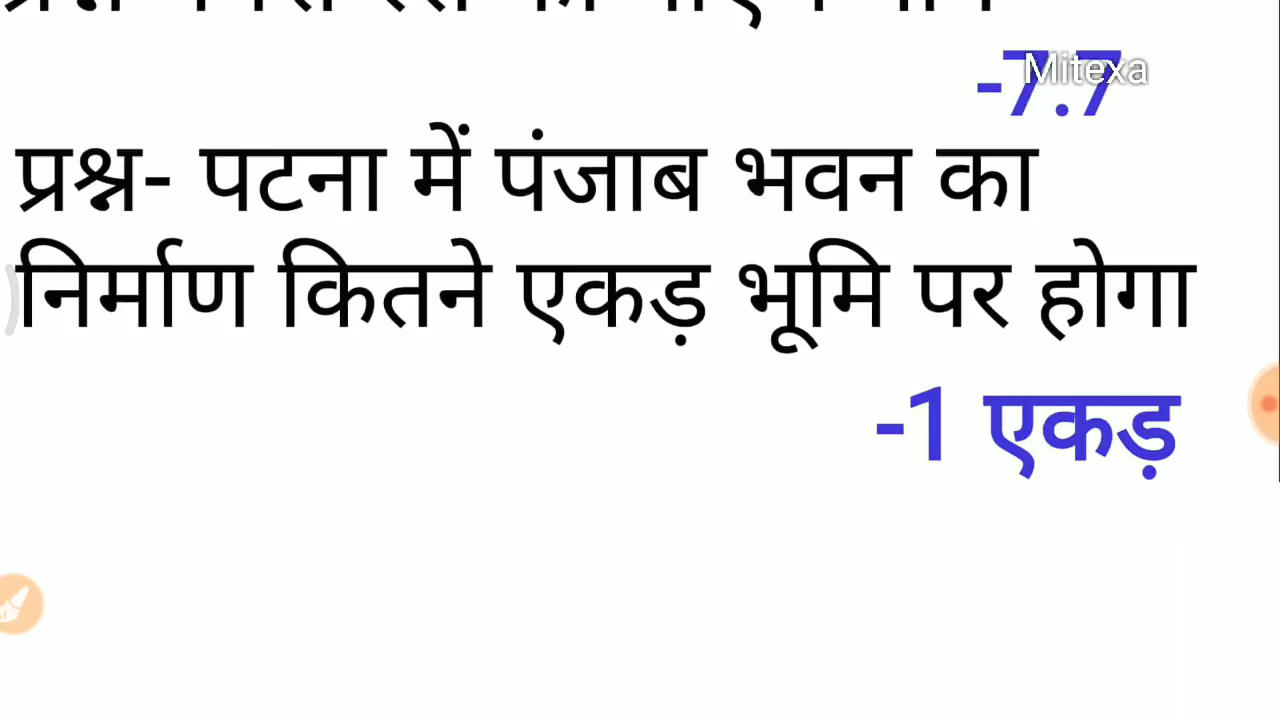 -7.7
Mitexa
प्रश्न- पटना में पंजाब भवन का
निर्माण कितने एकड़ भूमि पर होगा
-1 एकड़